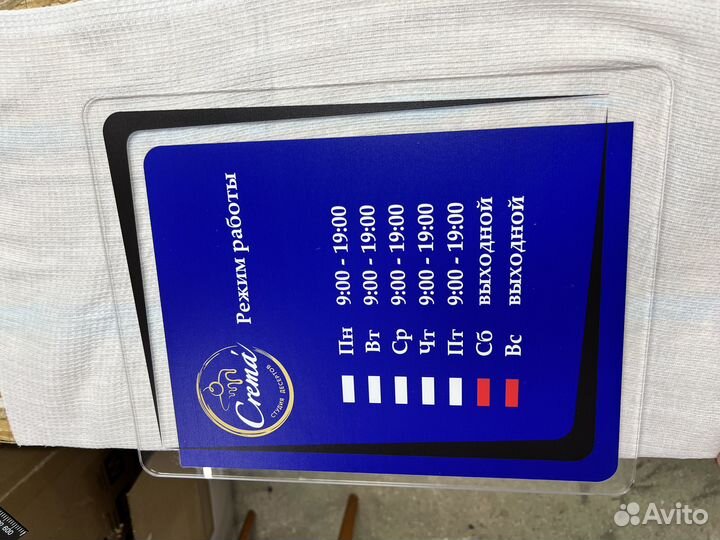 Crema
СТУДИЯ ДЕСЕРТОВ
Режим работы
Пн 9:00 - 19:00
Вт 9:00 - 19:00
Ср 9:00 - 19:00
Чт 9:00 - 19:00
Пт 9:00 - 19:00
Сб выходной
Вс выходной
600
Avito